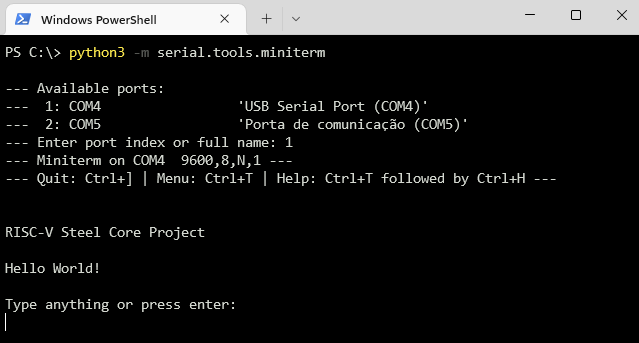 Windows PowerShell
PS C:\> python3 -m serial.tools.miniterm
--- Available ports:
---  1: COM4                 'USB Serial Port (COM4)'
---  2: COM5                 'Porta de comunicação (COM5)'
--- Enter port index or full name: 1
--- Miniterm on COM4  9600,8,N,1 ---
--- Quit: Ctrl+] | Menu: Ctrl+T | Help: Ctrl+T followed by Ctrl+H ---
RISC-V Steel Core Project
Hello World!
Type anything or press enter: